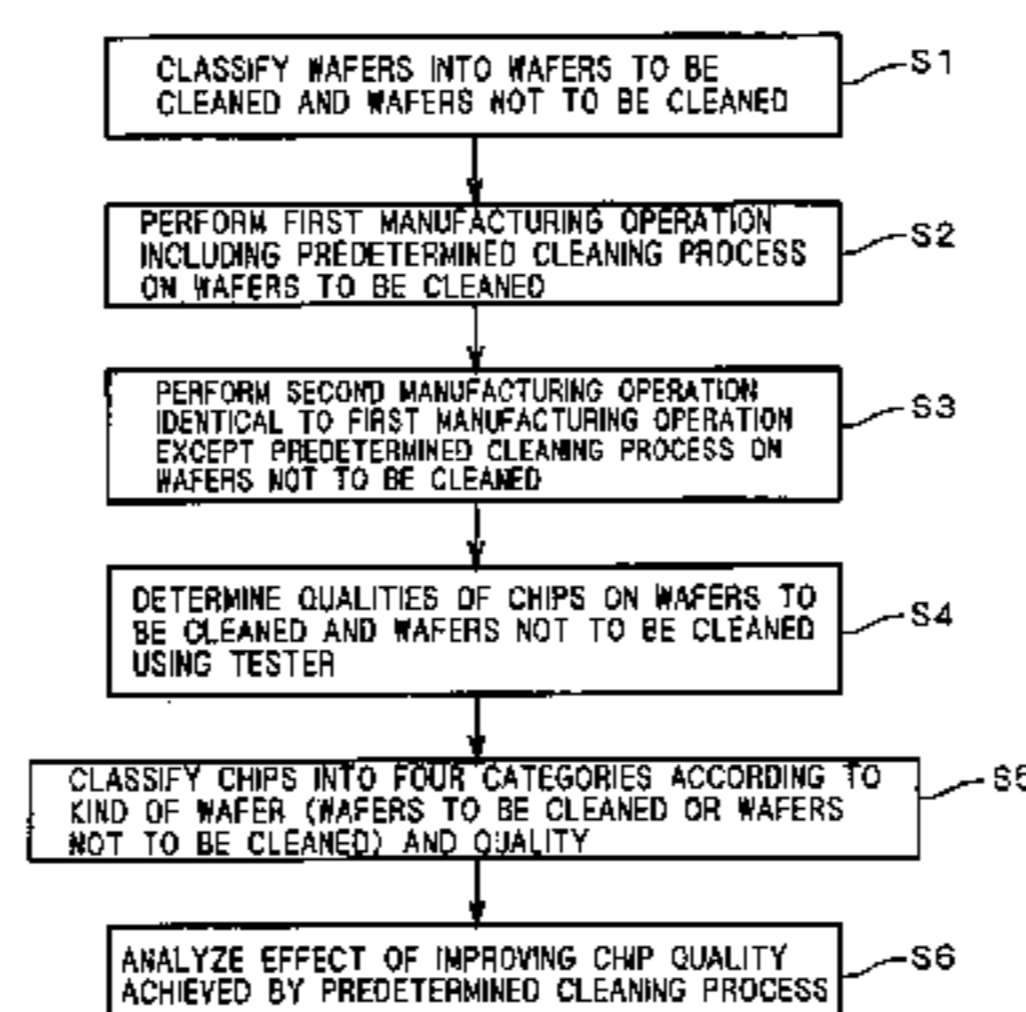 CLASSIFY WAFERS INTO WAFERS TO BE
CLEANED AND WAFERS NOT TO BE CLEANED
S1
PERFORM FIRST MANUFACTURING OPERATION
INCLUDING PREDETERMINED CLEANING PROCESS
ON WAFERS TO BE CLEANED
S2
PERFORM SECOND MANUFACTURING OPERATION
IDENTICAL TO FIRST MANUFACTURING OPERATION
EXCEPT PREDETERMINED CLEANING PROCESS ON
WAFERS NOT TO BE CLEANED
S3
DETERMINE QUALITIES OF CHIPS ON WAFERS TO
BE CLEANED AND WAFERS NOT TO BE CLEANED
USING TESTER
S4
CLASSIFY CHIPS INTO FOUR CATEGORIES ACCORDING TO
KIND OF WAFER (WAFERS TO BE CLEANED OR WAFERS
NOT TO BE CLEANED) AND QUALITY
S5
ANALYZE EFFECT OF IMPROVING CHIP QUALITY
ACHIEVED BY PREDETERMINED CLEANING PROCESS
S6